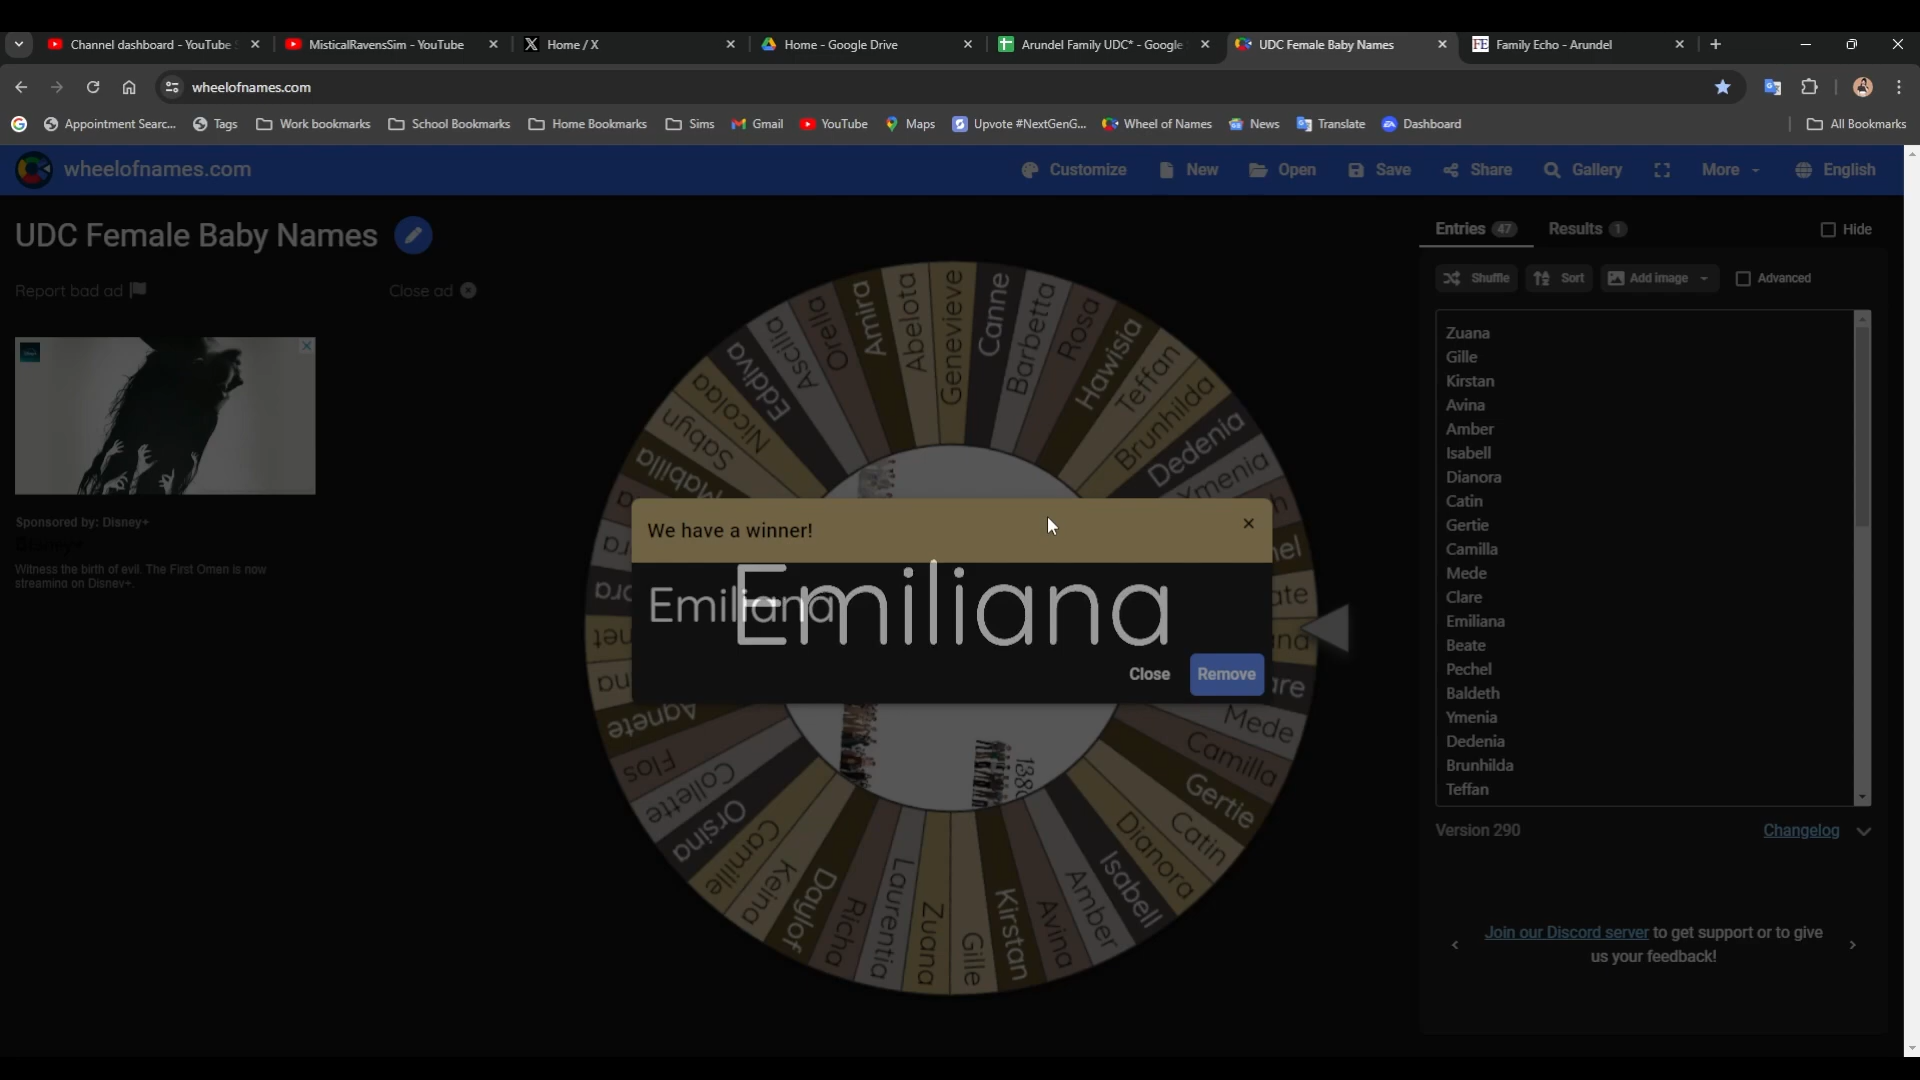 Channel dashboard - YouTube
MisticalRavensSim - YouTube
Home / X
Home - Google Drive
Arundel Family UDC* - Google
UDC Female Baby Names
FE Family Echo - Arundel
wheelofnames.com
Appointment Searc...
Tags
Work bookmarks
School Bookmarks
Home Bookmarks
Sims
Gmail
YouTube
Maps
Upvote #NextGenG...
Wheel of Names
News
Translate
Dashboard
All Bookmarks
wheelofnames.com
Customize
New
Open
Save
Share
Gallery
More
English
UDC Female Baby Names
Report bad ad
Close ad
Sponsored by: Disney+
Disney+
Witness the birth of evil. The First Omen is now
streaming on Disney+.
Entries 47
Results 1
Hide
Shuffle
Sort
Add image
Advanced
Zuana
Gille
Kirstan
Avina
Amber
Isabell
Dianora
Catin
Gertie
Camilla
Mede
Clare
Emiliana
Beate
Pechel
Baldeth
Ymenia
Dedenia
Brunhilda
Teffan
Version 290
Changelog
Join our Discord server to get support or to give
us your feedback!
We have a winner!
Emiliana
Emiliana
Close
Remove
Mabilla
Sabyn
Nicolaa
Eddiva
Ascilia
Orella
Amira
Abelota
Genevieve
Canne
Barbetta
Rosa
Hawisia
Teffan
Brunhilda
Dedenia
Ymenia
Mede
Camilla
Gertie
Catin
Dianora
Isabell
Amber
Avina
Kirstan
Gille
Zuana
Laurentia
Richa
Daylof
Keina
Camille
Orsina
Collette
Flos
Agnete